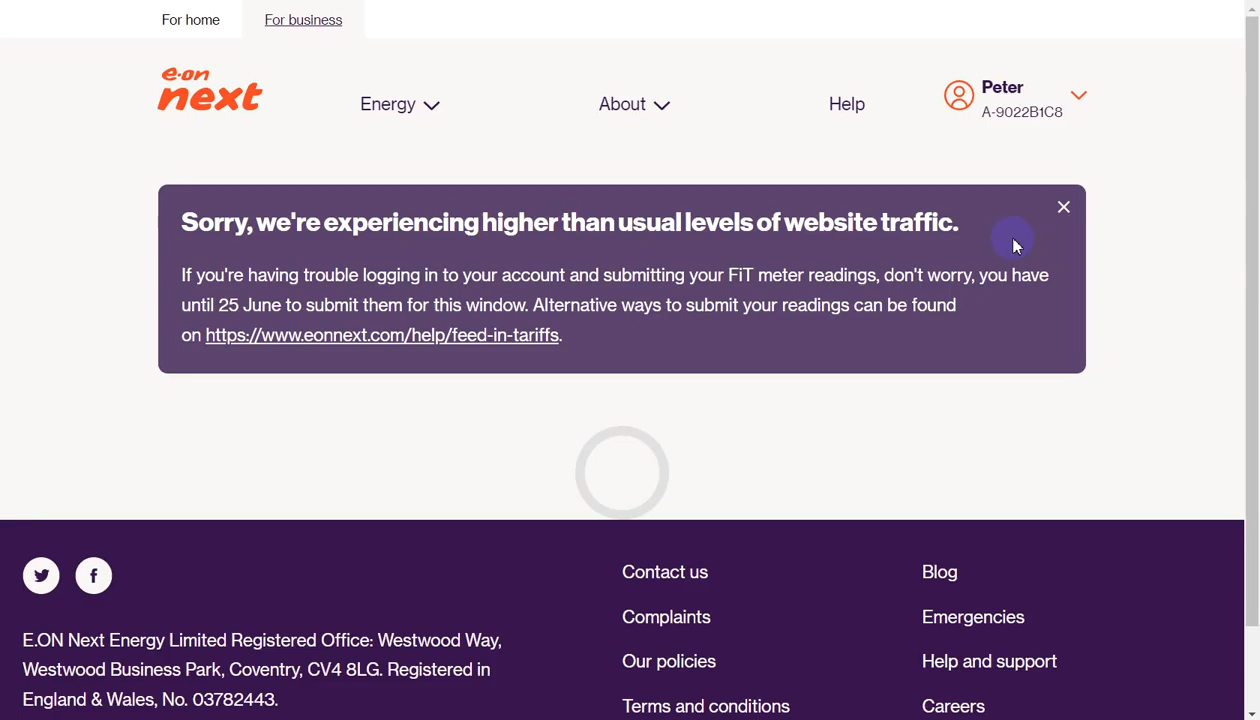 For home
For business
e·on
next
Energy
About
Help
Peter
A-9022B1C8
Sorry, we're experiencing higher than usual levels of website traffic.
If you're having trouble logging in to your account and submitting your FiT meter readings, don't worry, you have
until 25 June to submit them for this window. Alternative ways to submit your readings can be found
on https://www.eonnext.com/help/feed-in-tariffs.
E.ON Next Energy Limited Registered Office: Westwood Way,
Westwood Business Park, Coventry, CV4 8LG. Registered in
England & Wales, No. 03782443.
Contact us
Complaints
Our policies
Terms and conditions
Blog
Emergencies
Help and support
Careers